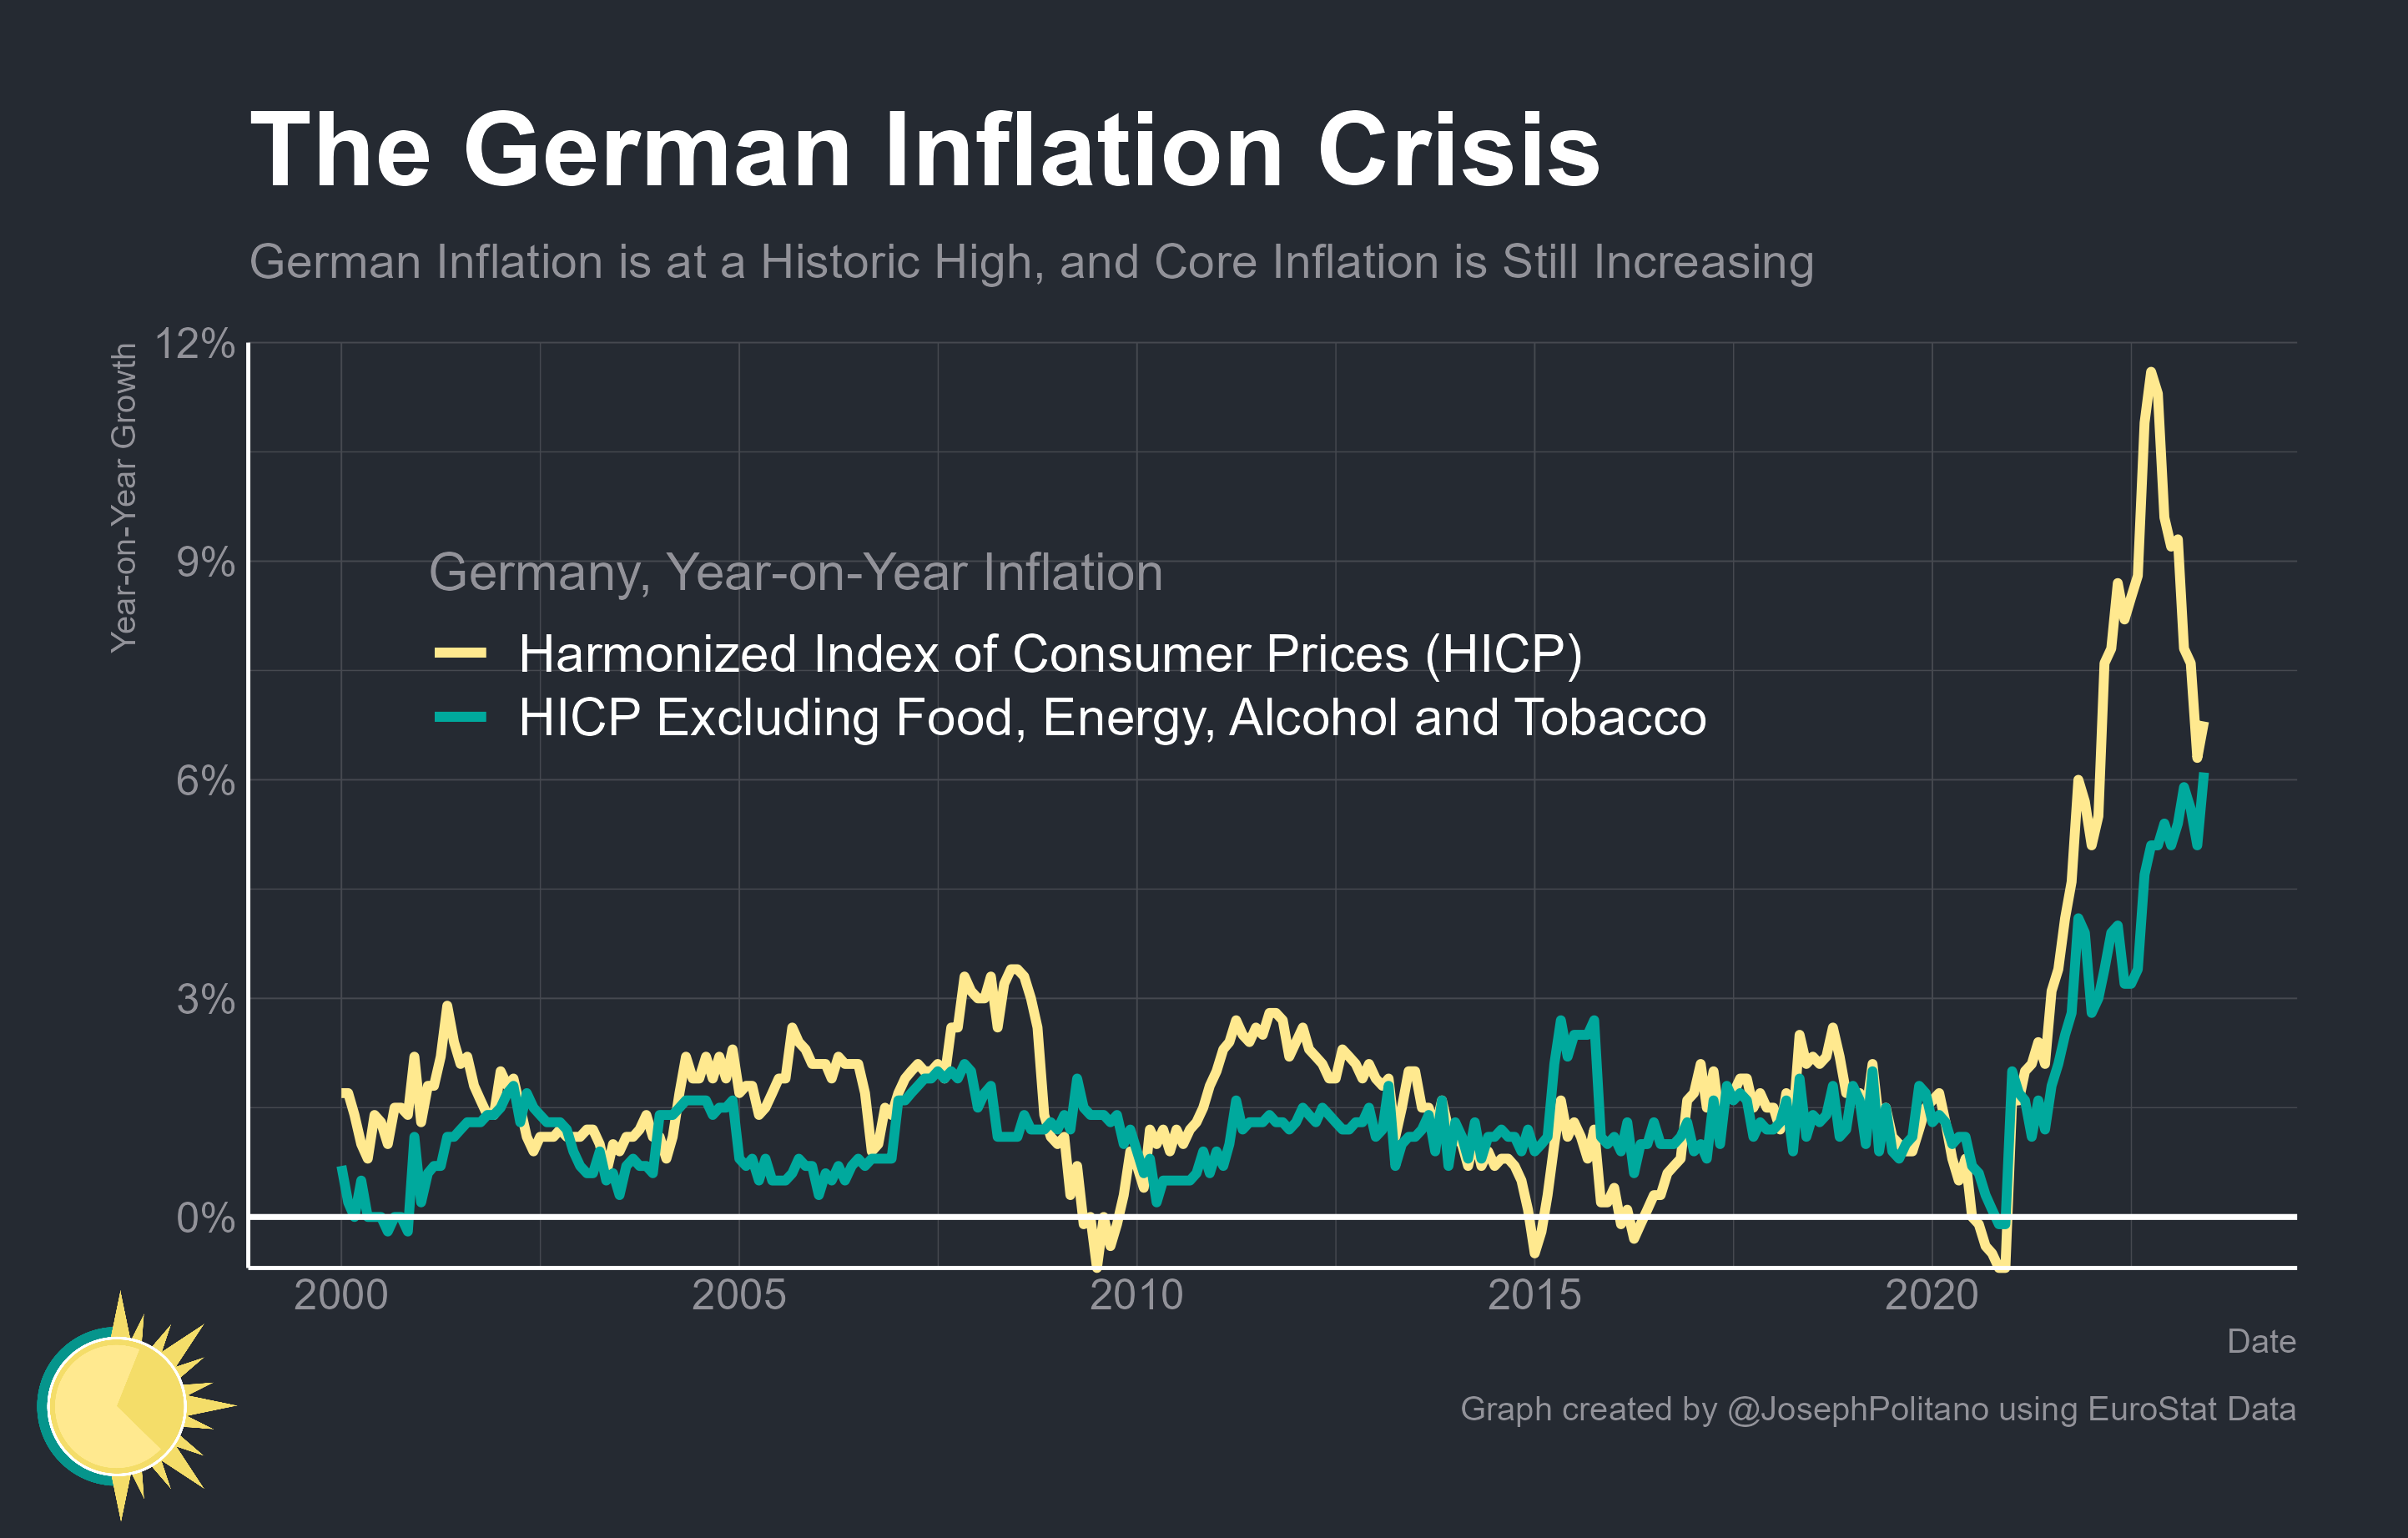 The German Inflation Crisis
German Inflation is at a Historic High, and Core Inflation is Still Increasing
Year-on-Year Growth
12%
9%
6%
3%
0%
Germany, Year-on-Year Inflation
Harmonized Index of Consumer Prices (HICP)
HICP Excluding Food, Energy, Alcohol and Tobacco
2000
2005
2010
2015
2020
Date
Graph created by @JosephPolitano using EuroStat Data